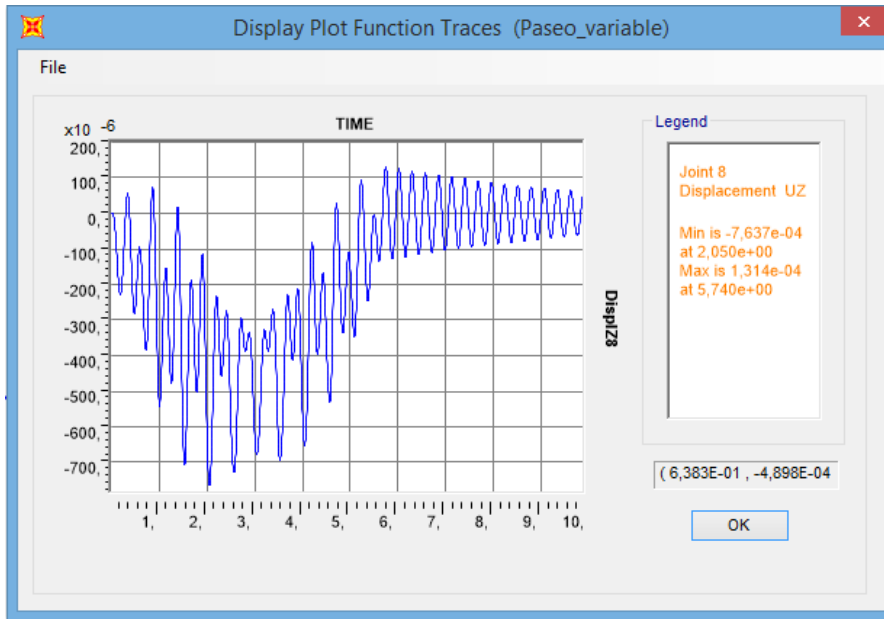 Display Plot Function Traces (Paseo_variable)
File
x10 -6
TIME
200,
100,
0,
-100,
-200,
-300,
-400,
-500,
-600,
-700,
1, 2, 3, 4, 5, 6, 7, 8, 9, 10,
DisplZ8
Legend
Joint 8
Displacement UZ
Min is -7,637e-04
at 2,050e+00
Max is 1,314e-04
at 5,740e+00
( 6,383E-01 , -4,898E-04
OK